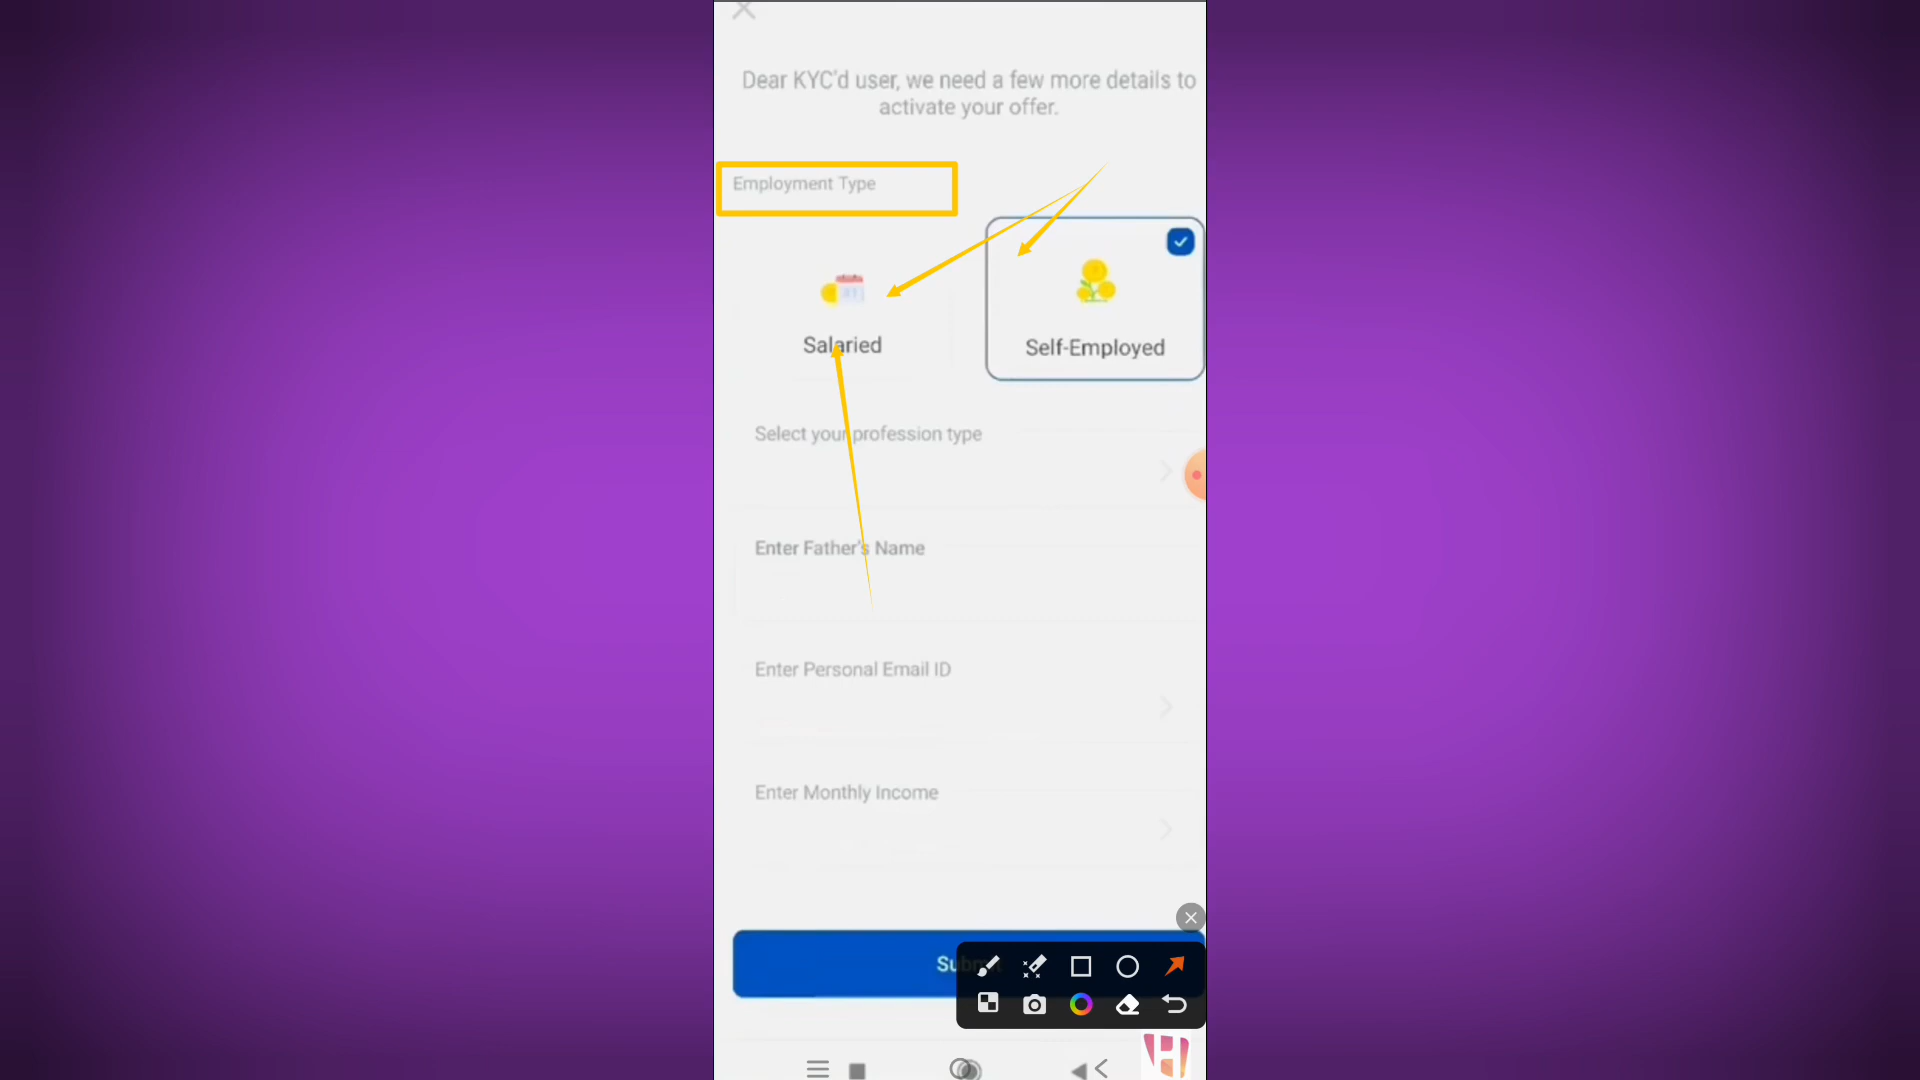 Dear KYC'd user, we need a few more details to
activate your offer.
Employment Type
Salaried
Self-Employed
Select your profession type
Enter Father's Name
Enter Personal Email ID
Enter Monthly Income